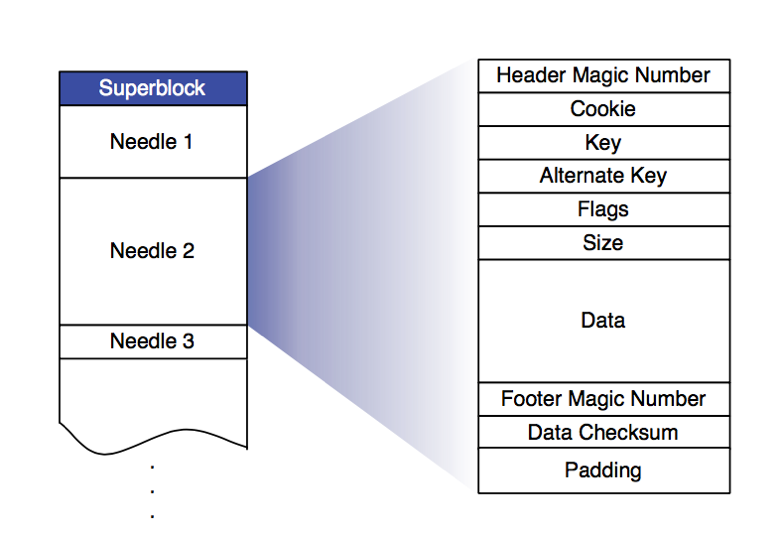 Superblock
Needle 1
Needle 2
Needle 3
.
.
.
Header Magic Number
Cookie
Key
Alternate Key
Flags
Size
Data
Footer Magic Number
Data Checksum
Padding